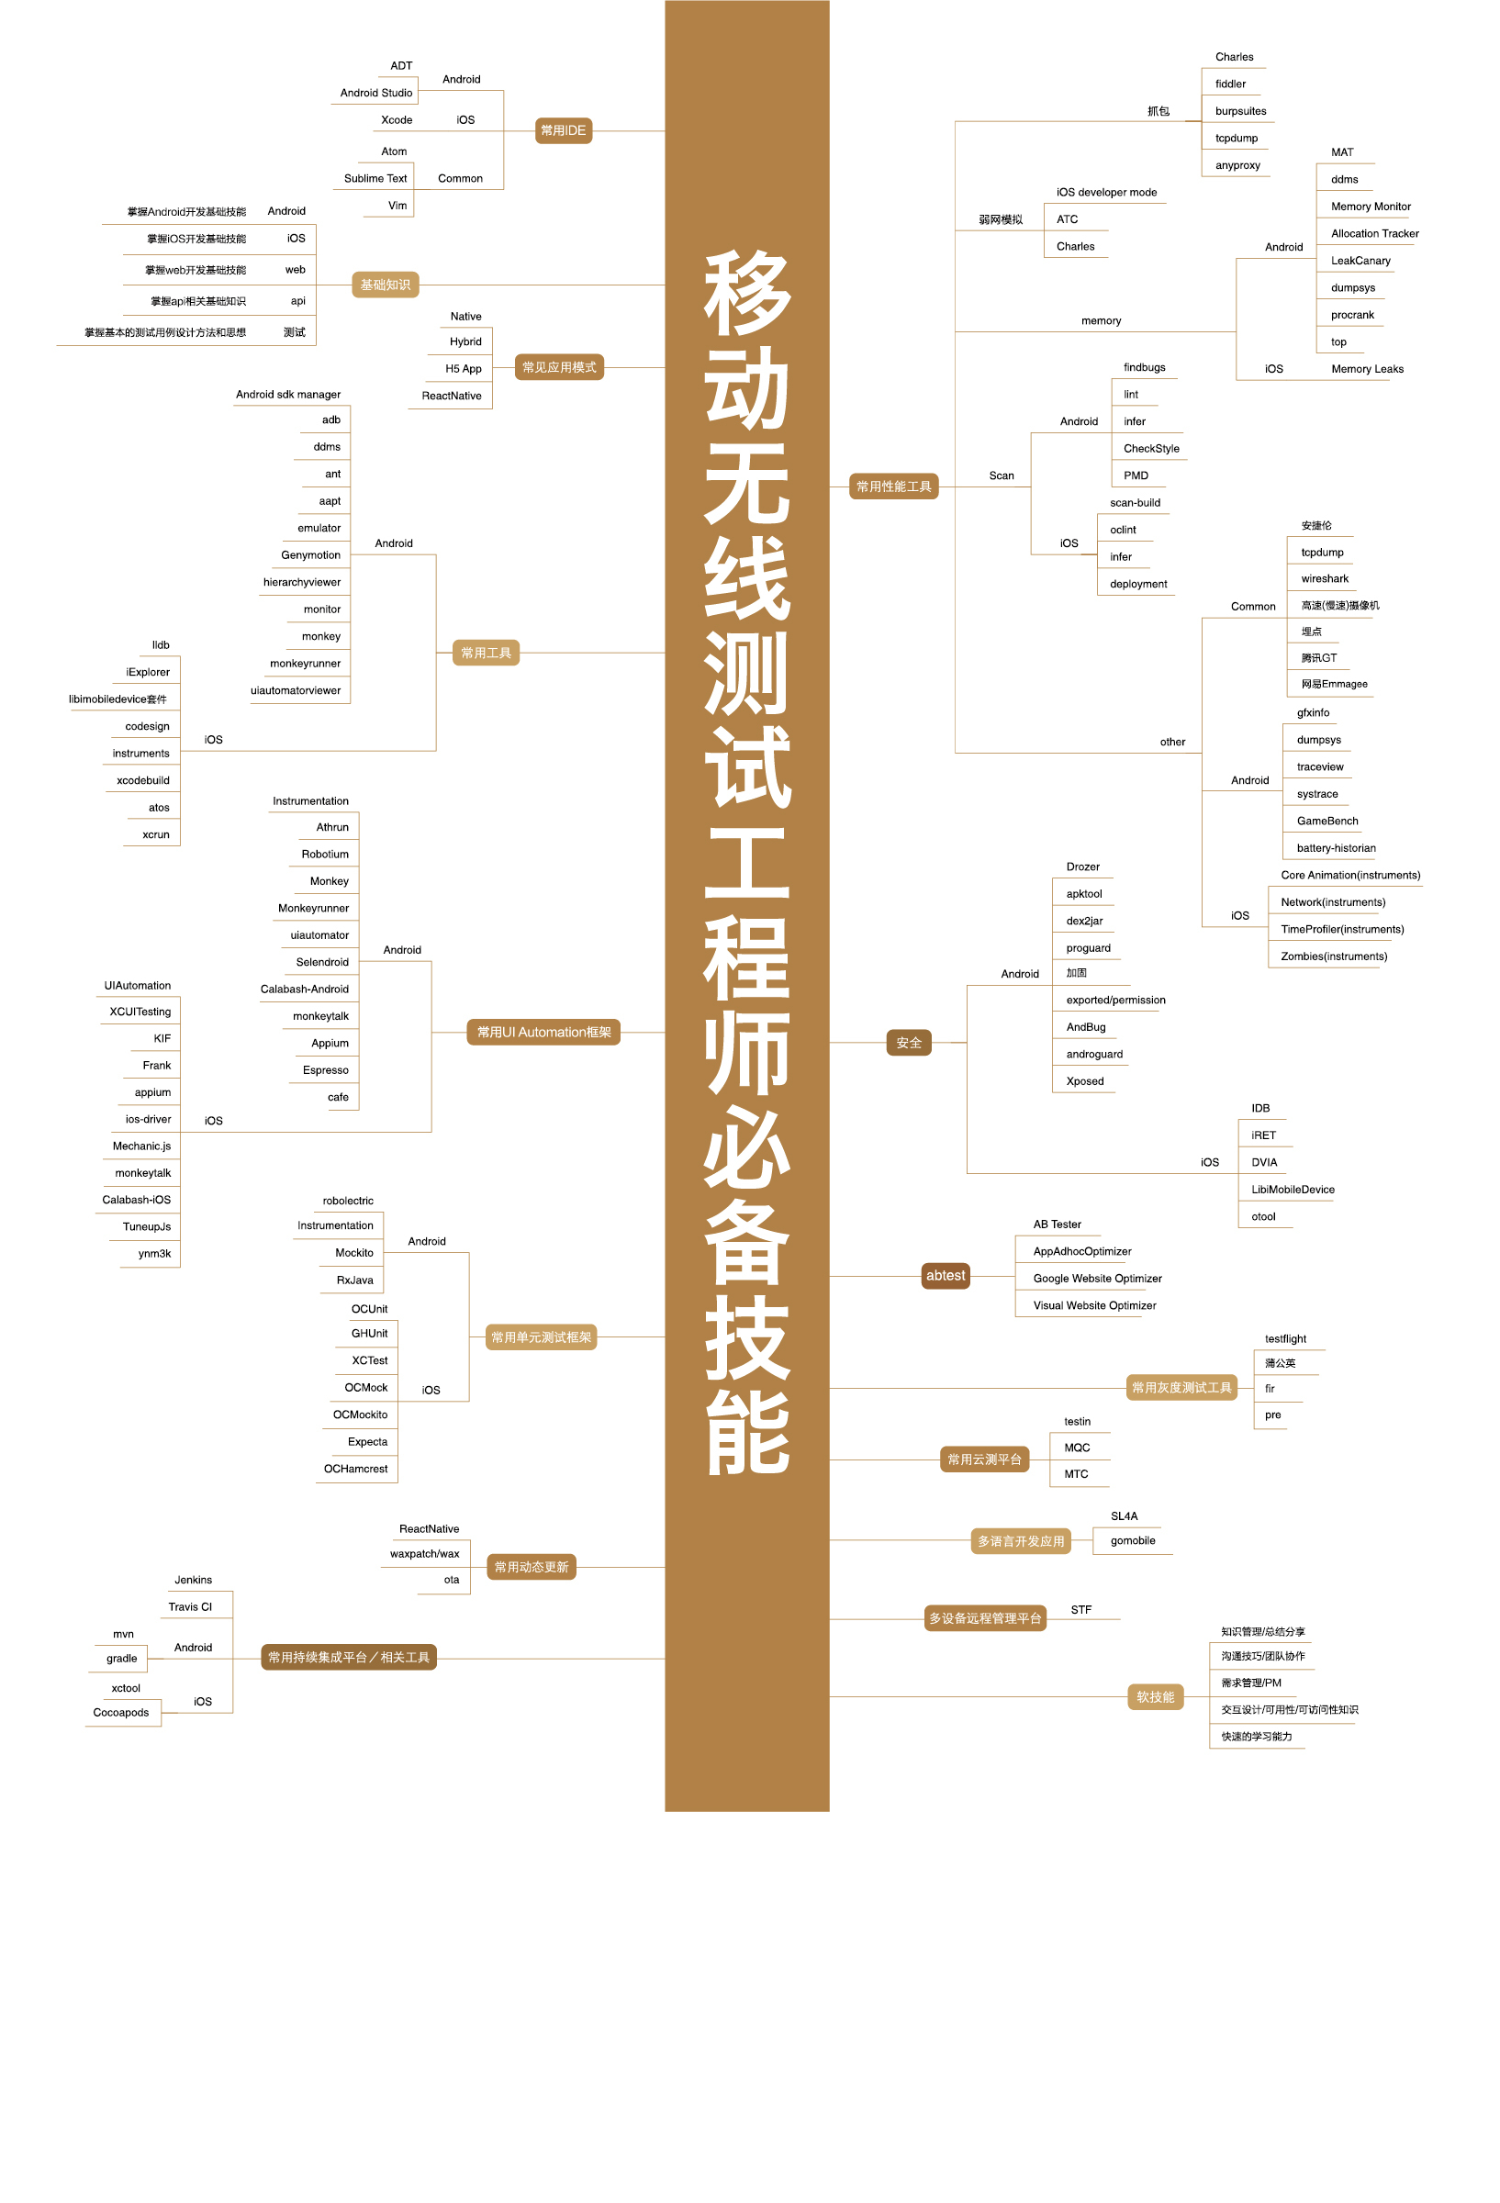 移动无线测试工程师必备技能
常用IDE
Android
ADT
Android Studio
iOS
Xcode
Common
Atom
Sublime Text
Vim
基础知识
Android
掌握Android开发基础技能
iOS
掌握iOS开发基础技能
web
掌握web开发基础技能
api
掌握api相关基础知识
测试
掌握基本的测试用例设计方法和思想
常见应用模式
Native
Hybrid
H5 App
ReactNative
常用工具
Android
Android sdk manager
adb
ddms
ant
aapt
emulator
Genymotion
hierarchyviewer
monitor
monkey
monkeyrunner
uiautomatorviewer
iOS
lldb
iExplorer
libimobiledevice套件
codesign
instruments
xcodebuild
atos
xcrun
常用UI Automation框架
Android
Instrumentation
Athrun
Robotium
Monkey
Monkeyrunner
uiautomator
Selendroid
Calabash-Android
monkeytalk
Appium
Espresso
cafe
iOS
UIAutomation
XCUITesting
KIF
Frank
appium
ios-driver
Mechanic.js
monkeytalk
Calabash-iOS
TuneupJs
ynm3k
常用单元测试框架
Android
robolectric
Instrumentation
Mockito
RxJava
iOS
OCUnit
GHUnit
XCTest
OCMock
OCMockito
Expecta
OCHamcrest
常用动态更新
ReactNative
waxpatch/wax
ota
常用持续集成平台／相关工具
Jenkins
Travis CI
Android
mvn
gradle
iOS
xctool
Cocoapods
常用性能工具
抓包
Charles
fiddler
burpsuites
tcpdump
anyproxy
弱网模拟
iOS developer mode
ATC
Charles
memory
Android
MAT
ddms
Memory Monitor
Allocation Tracker
LeakCanary
dumpsys
procrank
top
iOS
Memory Leaks
Scan
Android
findbugs
lint
infer
CheckStyle
PMD
iOS
scan-build
oclint
infer
deployment
other
Common
安捷伦
tcpdump
wireshark
高速(慢速)摄像机
埋点
腾讯GT
网易Emmagee
Android
gfxinfo
dumpsys
traceview
systrace
GameBench
battery-historian
iOS
Core Animation(instruments)
Network(instruments)
TimeProfiler(instruments)
Zombies(instruments)
安全
Android
Drozer
apktool
dex2jar
proguard
加固
exported/permission
AndBug
androguard
Xposed
iOS
IDB
iRET
DVIA
LibiMobileDevice
otool
abtest
AB Tester
AppAdhocOptimizer
Google Website Optimizer
Visual Website Optimizer
常用灰度测试工具
testflight
蒲公英
fir
pre
常用云测平台
testin
MQC
MTC
多语言开发应用
SL4A
gomobile
多设备远程管理平台
STF
软技能
知识管理/总结分享
沟通技巧/团队协作
需求管理/PM
交互设计/可用性/可访问性知识
快速的学习能力